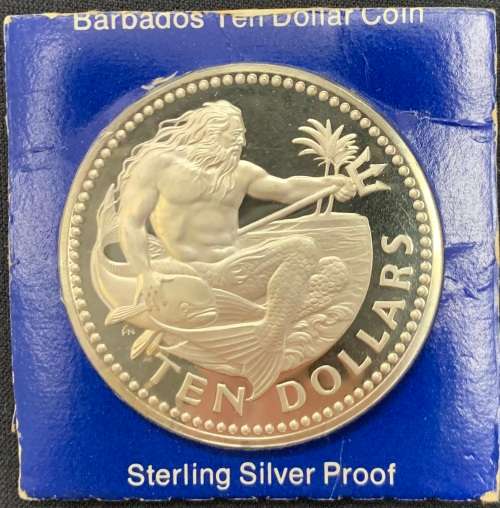 Barbados Ten Dollar Coin
TEN DOLLARS
Sterling Silver Proof